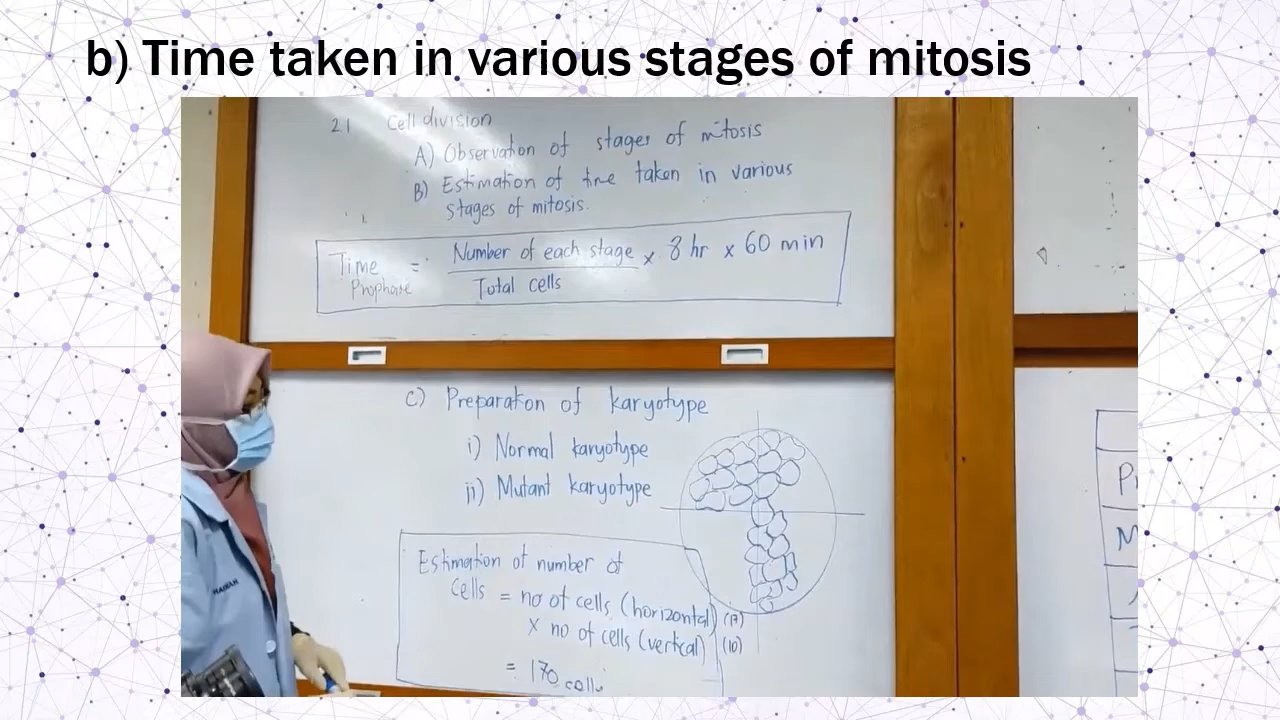 b) Time taken in various stages of mitosis
21 Cell division
A) Observation of stages of mitosis
B) Estimation of time taken in various
stages of mitosis.
Time Prophase = Number of each stage × 8 hr × 60 min
Total cells
c) Preparation of karyotype
i) Normal karyotype
ii) Mutant karyotype
Estimation of number of
cells = no of cells (horizontal) (17)
× no of cells (vertical) (10)
= 170 cells